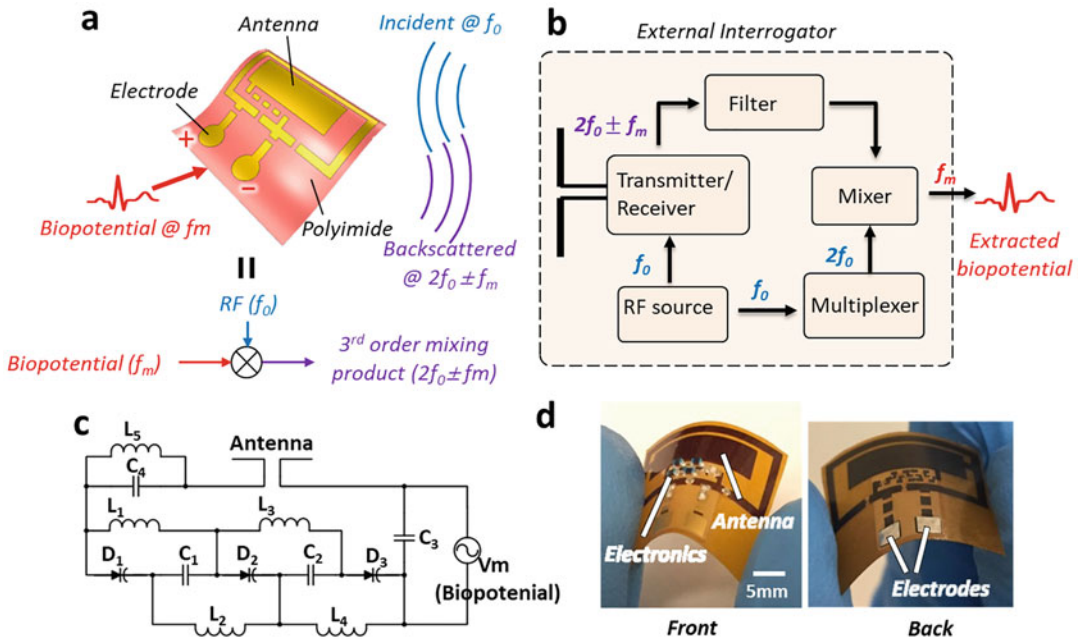 a
Antenna
Incident @ f0
Electrode
+
−
Biopotential @ fm
Polyimide
Backscattered
@ 2f0 ± fm
=
RF (f0)
Biopotential (fm)
3rd order mixing
product (2f0±fm)
b
External Interrogator
Filter
2f0 ± fm
Transmitter/
Receiver
Mixer
fm
Extracted
biopotential
f0
2f0
RF source
f0
Multiplexer
c
L5
C4
Antenna
L1
L3
C3
D1
C1
D2
C2
D3
Vm
(Biopotenial)
L2
L4
d
Electronics
Antenna
5mm
Electrodes
Front
Back